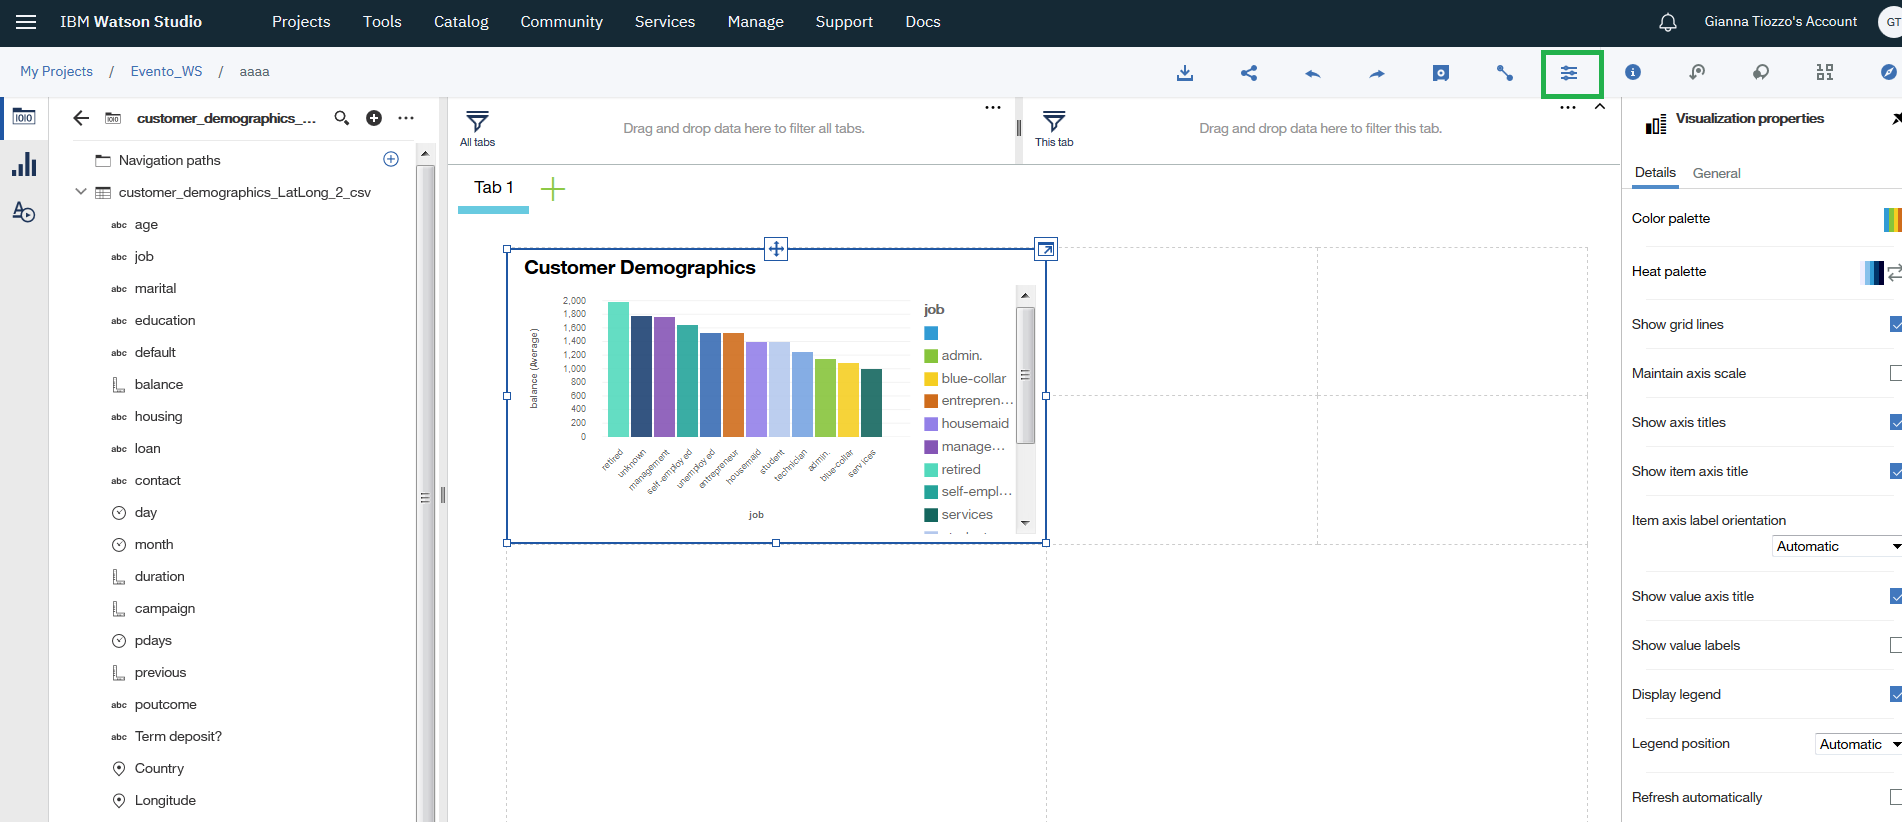 IBM Watson Studio
Projects
Tools
Catalog
Community
Services
Manage
Support
Docs
Gianna Tiozzo's Account
GT
My Projects / Evento_WS / aaaa
customer_demographics_...
Navigation paths
customer_demographics_LatLong_2_csv
abc age
abc job
abc marital
abc education
abc default
balance
abc housing
abc loan
abc contact
day
month
duration
campaign
pdays
previous
abc poutcome
abc Term deposit?
Country
Longitude
All tabs
Drag and drop data here to filter all tabs.
This tab
Drag and drop data here to filter this tab.
Tab 1
Customer Demographics
balance (Average)
2,000
1,800
1,600
1,400
1,200
1,000
800
600
400
200
0
retired
unknown
management
self-employed
unemployed
entrepreneur
housemaid
student
technician
admin.
blue-collar
services
job
job
admin.
blue-collar
entrepren...
housemaid
manage...
retired
self-empl...
services
Visualization properties
Details
General
Color palette
Heat palette
Show grid lines
Maintain axis scale
Show axis titles
Show item axis title
Item axis label orientation
Automatic
Show value axis title
Show value labels
Display legend
Legend position
Automatic
Refresh automatically